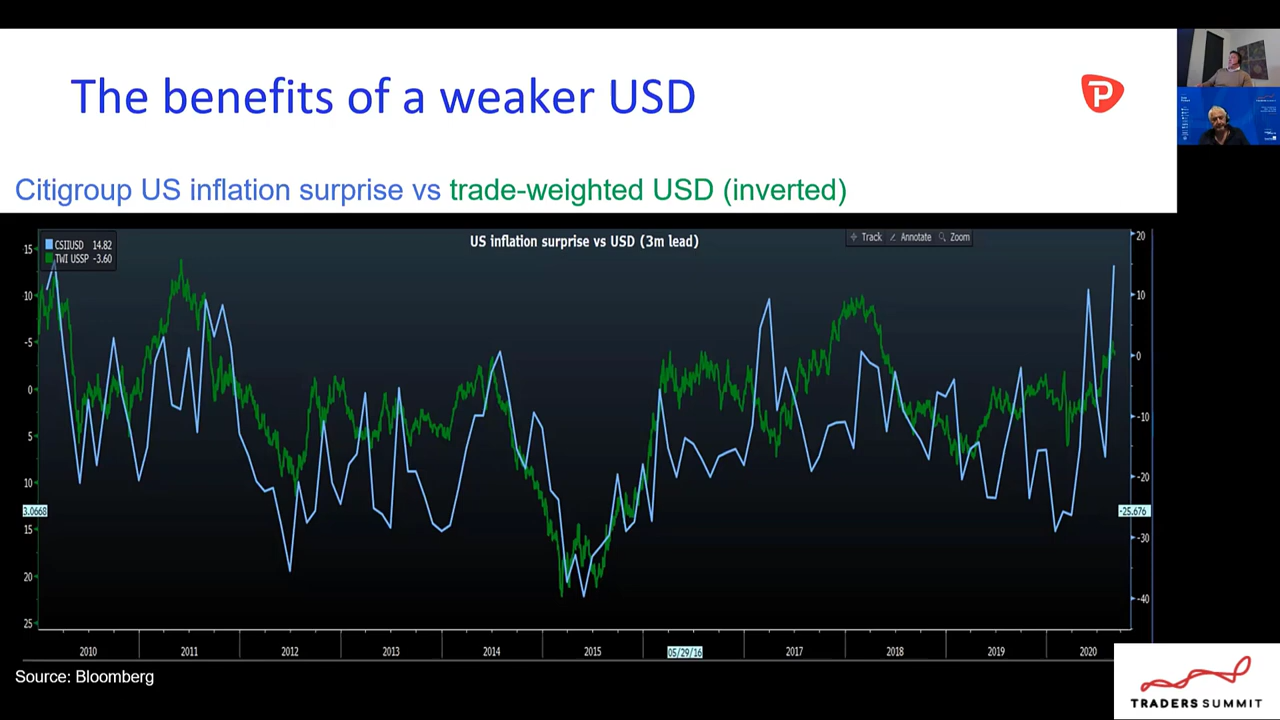 The benefits of a weaker USD
Citigroup US inflation surprise vs trade-weighted USD (inverted)
US inflation surprise vs USD (3m lead)
Track Annotate Zoom
CSIIUSD 14.82
TWI USSP -3.60
-15
-10
-5
0
5
10
3.0668
15
20
25
20
10
0
-10
-20
-25.676
-30
-40
2010 2011 2012 2013 2014 2015 05/29/16 2017 2018 2019 2020
Source: Bloomberg
TRADERS SUMMIT